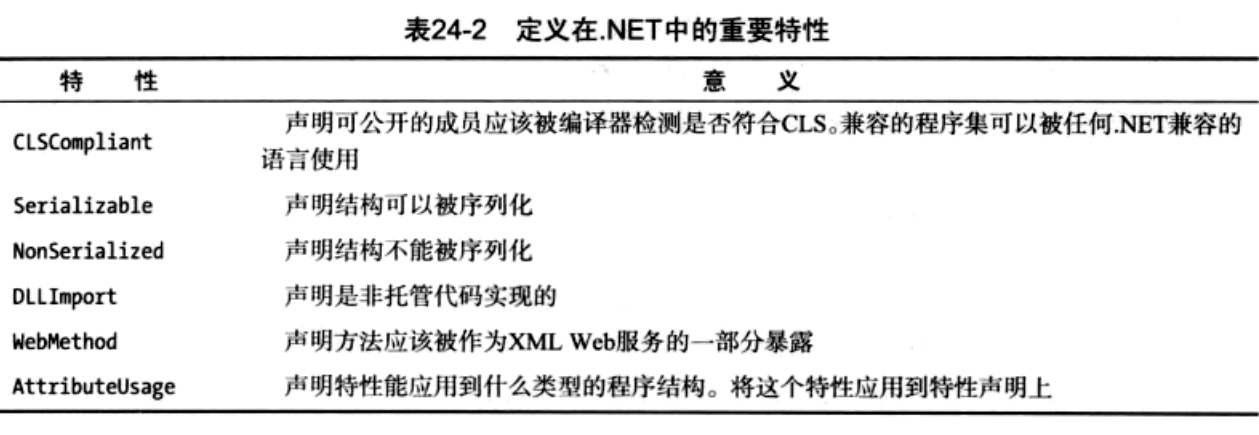 表24-2 定义在.NET中的重要特性
特 性 意 义
CLSCompliant 声明可公开的成员应该被编译器检测是否符合CLS。兼容的程序集可以被任何.NET兼容的
语言使用
Serializable 声明结构可以被序列化
NonSerialized 声明结构不能被序列化
DLLImport 声明是非托管代码实现的
WebMethod 声明方法应该被作为XML Web服务的一部分暴露
AttributeUsage 声明特性能应用到什么类型的程序结构。将这个特性应用到特性声明上